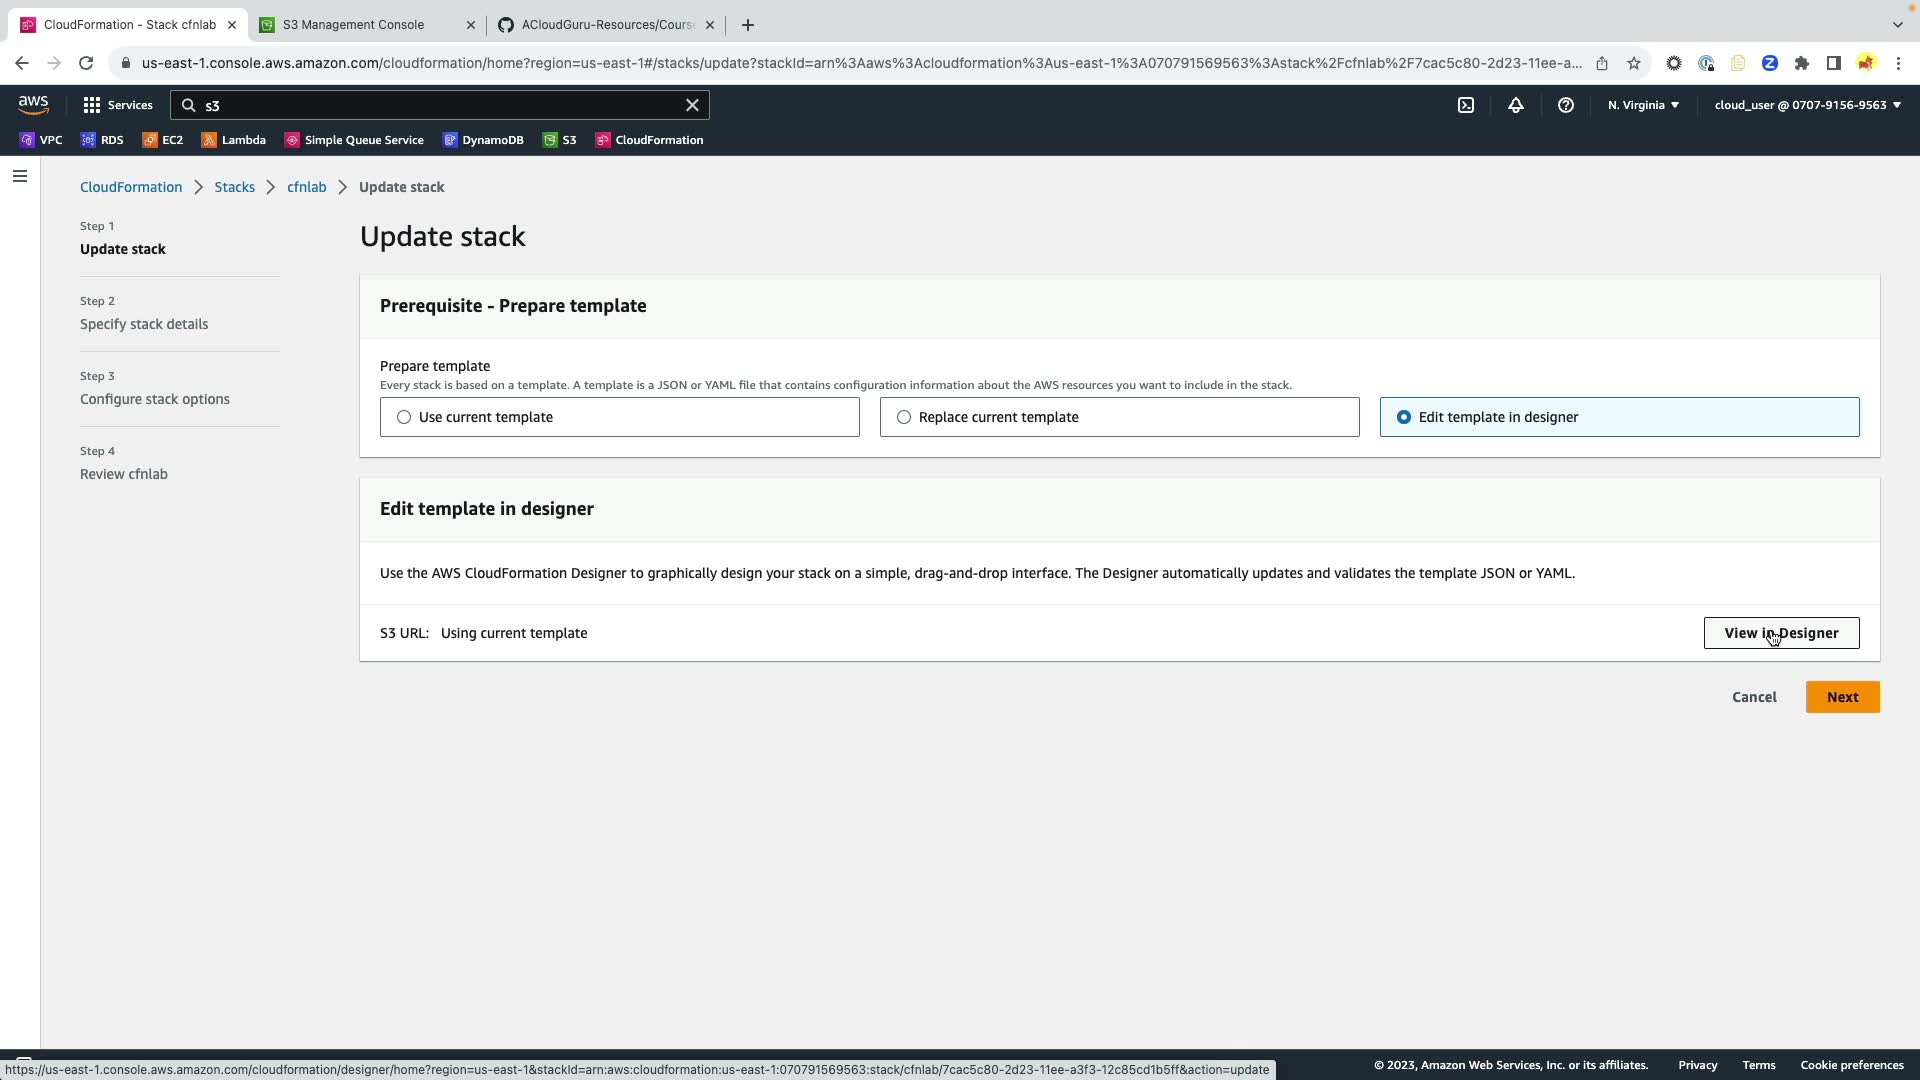 CloudFormation - Stack cfnlab
S3 Management Console
ACloudGuru-Resources/Course
us-east-1.console.aws.amazon.com/cloudformation/home?region=us-east-1#/stacks/update?stackId=arn%3Aaws%3Acloudformation%3Aus-east-1%3A070791569563%3Astack%2Fcfnlab%2F7cac5c80-2d23-11ee-a...
aws
Services
s3
N. Virginia
cloud_user @ 0707-9156-9563
VPC
RDS
EC2
Lambda
Simple Queue Service
DynamoDB
S3
CloudFormation
CloudFormation
Stacks
cfnlab
Update stack
Step 1
Update stack
Step 2
Specify stack details
Step 3
Configure stack options
Step 4
Review cfnlab
Update stack
Prerequisite - Prepare template
Prepare template
Every stack is based on a template. A template is a JSON or YAML file that contains configuration information about the AWS resources you want to include in the stack.
Use current template
Replace current template
Edit template in designer
Edit template in designer
Use the AWS CloudFormation Designer to graphically design your stack on a simple, drag-and-drop interface. The Designer automatically updates and validates the template JSON or YAML.
S3 URL: Using current template
View in Designer
Cancel
Next
https://us-east-1.console.aws.amazon.com/cloudformation/designer/home?region=us-east-1&stackId=arn:aws:cloudformation:us-east-1:070791569563:stack/cfnlab/7cac5c80-2d23-11ee-a3f3-12c85cd1b5ff&action=update
© 2023, Amazon Web Services, Inc. or its affiliates.
Privacy
Terms
Cookie preferences